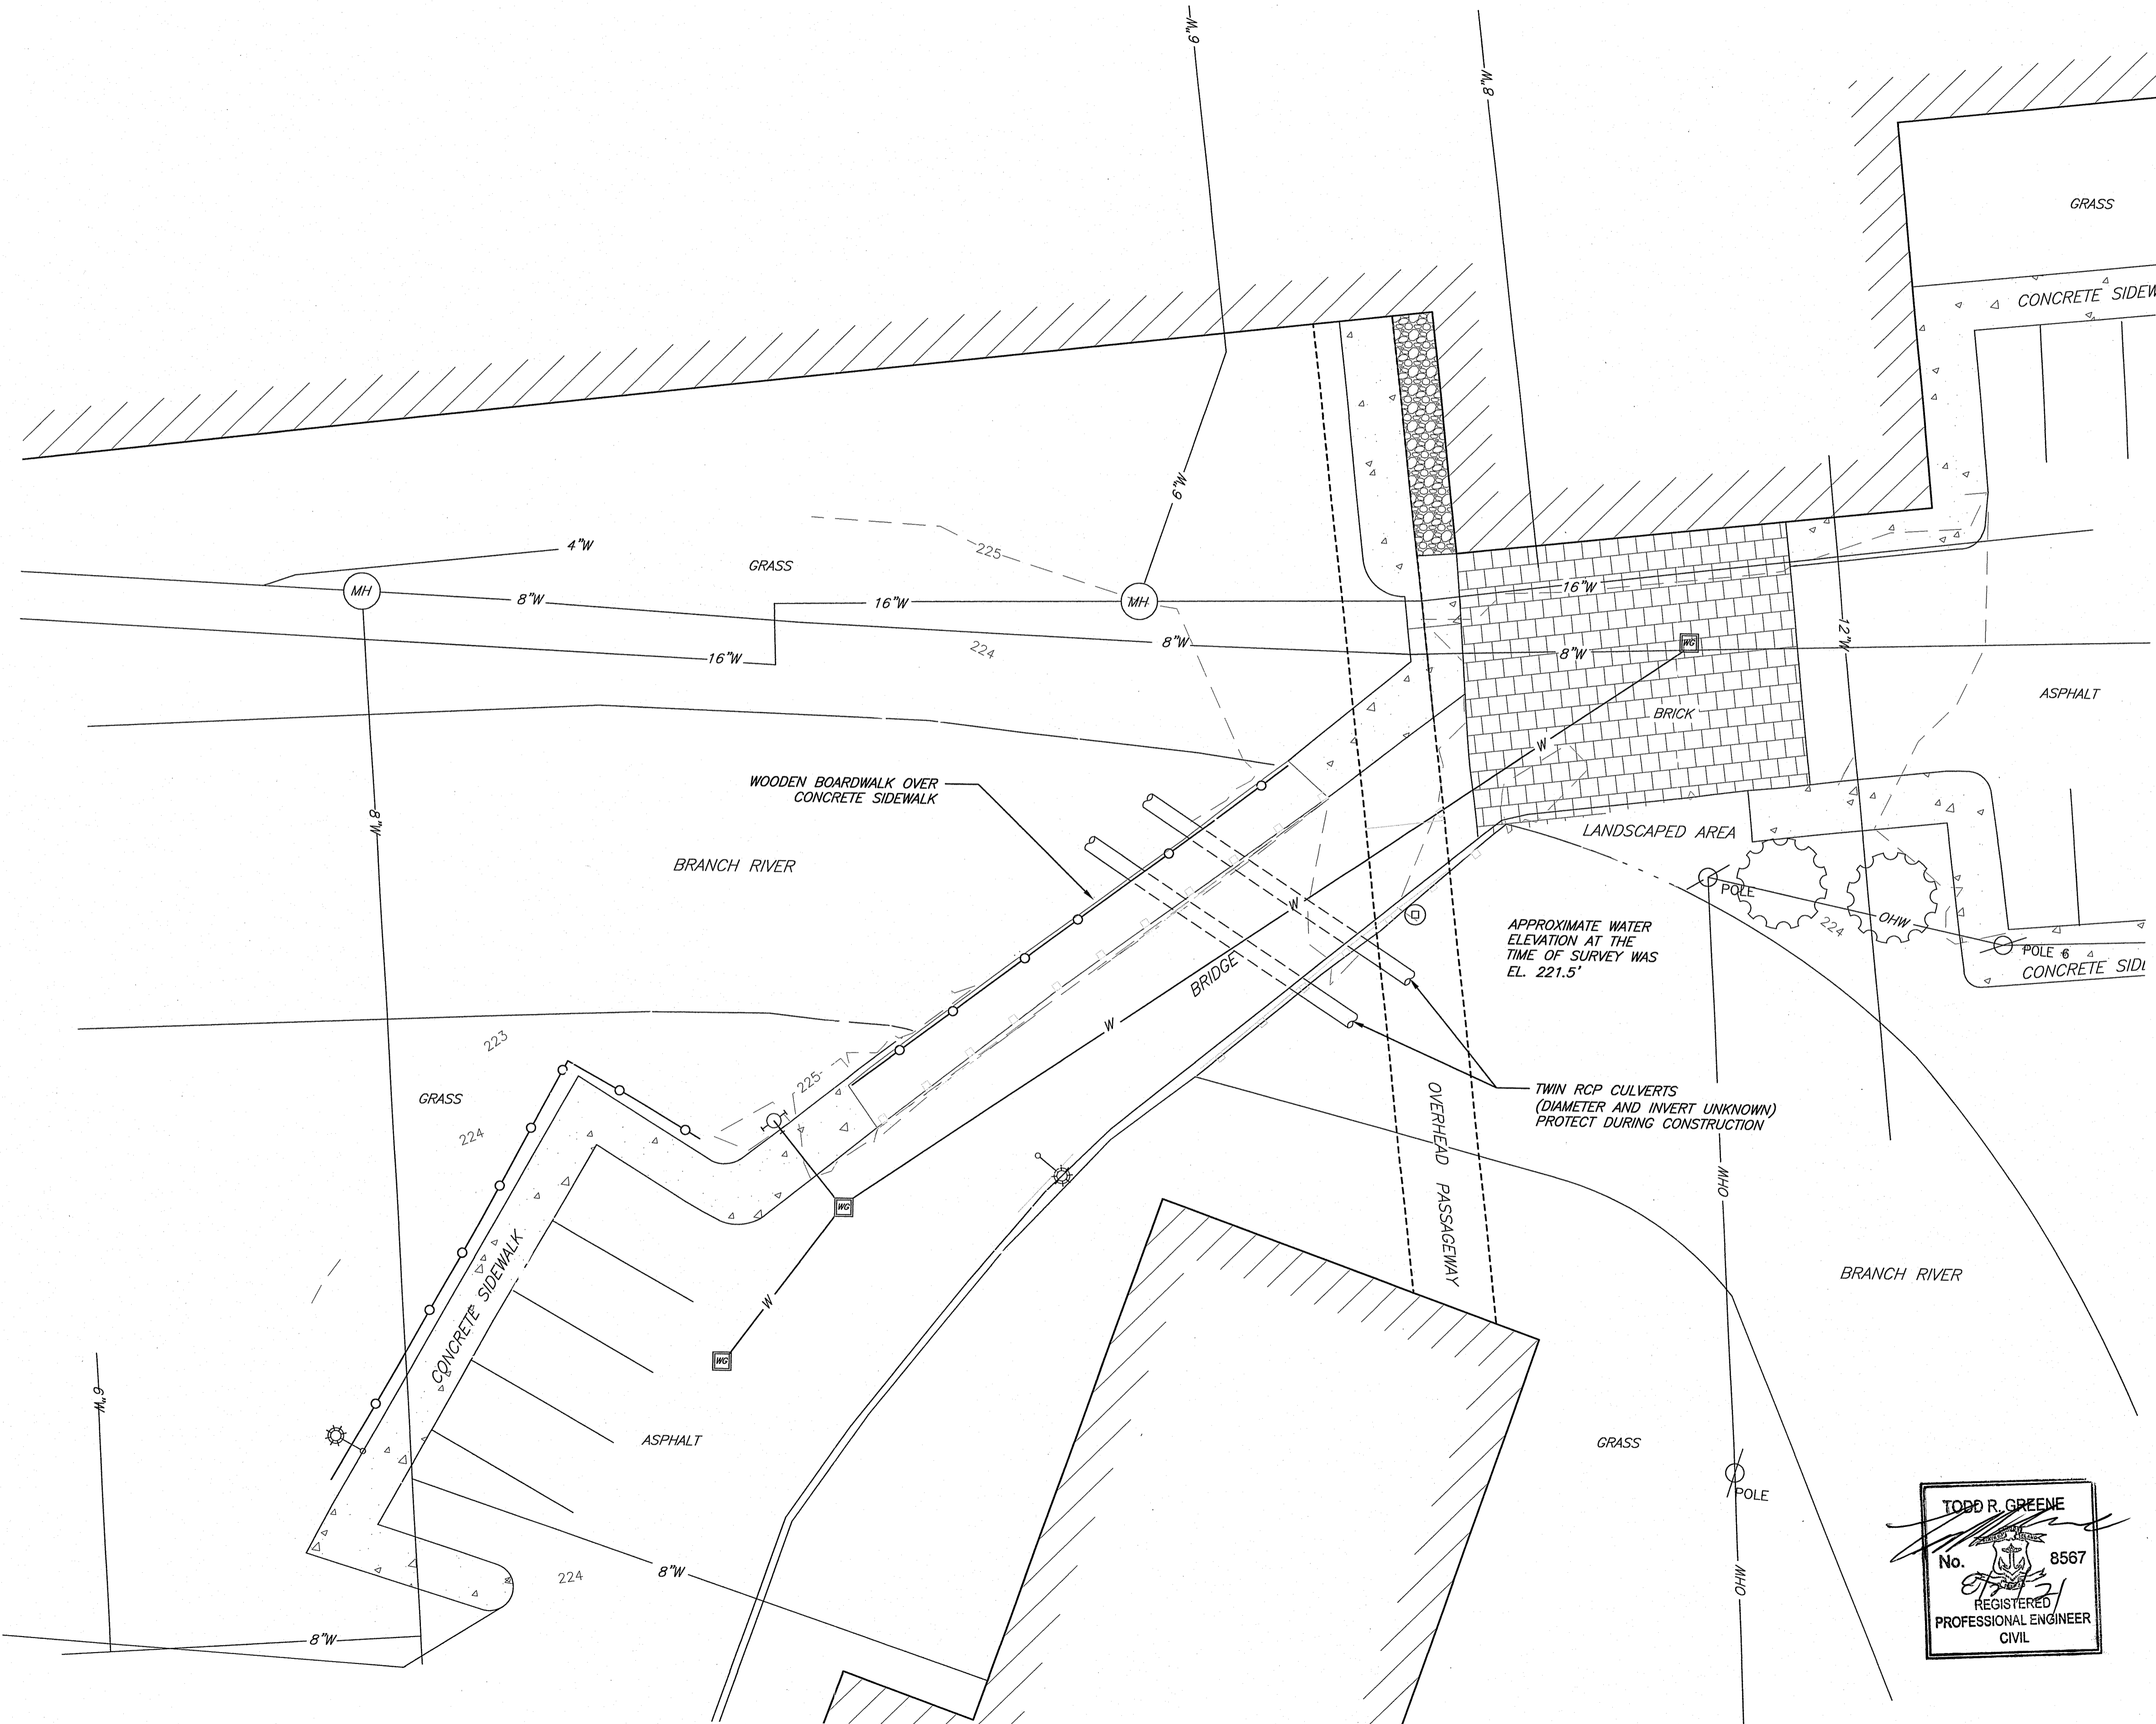 6"W
8"W
GRASS
CONCRETE SIDEW
6"W
4"W
225
GRASS
MH
8"W
16"W
MH
16"W
8"W
16"W
224
8"W
8"W
WG
12"W
ASPHALT
BRICK
W
WOODEN BOARDWALK OVER
CONCRETE SIDEWALK
8"W
BRANCH RIVER
LANDSCAPED AREA
POLE
OHW
224
POLE 6
CONCRETE SID
W
APPROXIMATE WATER
ELEVATION AT THE
TIME OF SURVEY WAS
EL. 221.5'
BRIDGE
W
223
225
GRASS
224
TWIN RCP CULVERTS
(DIAMETER AND INVERT UNKNOWN)
PROTECT DURING CONSTRUCTION
OVERHEAD PASSAGEWAY
OHW
WG
CONCRETE SIDEWALK
BRANCH RIVER
W
WG
6"W
ASPHALT
GRASS
POLE
224
8"W
OHW
8"W
TODD R. GREENE
No. 8567
REGISTERED
PROFESSIONAL ENGINEER
CIVIL